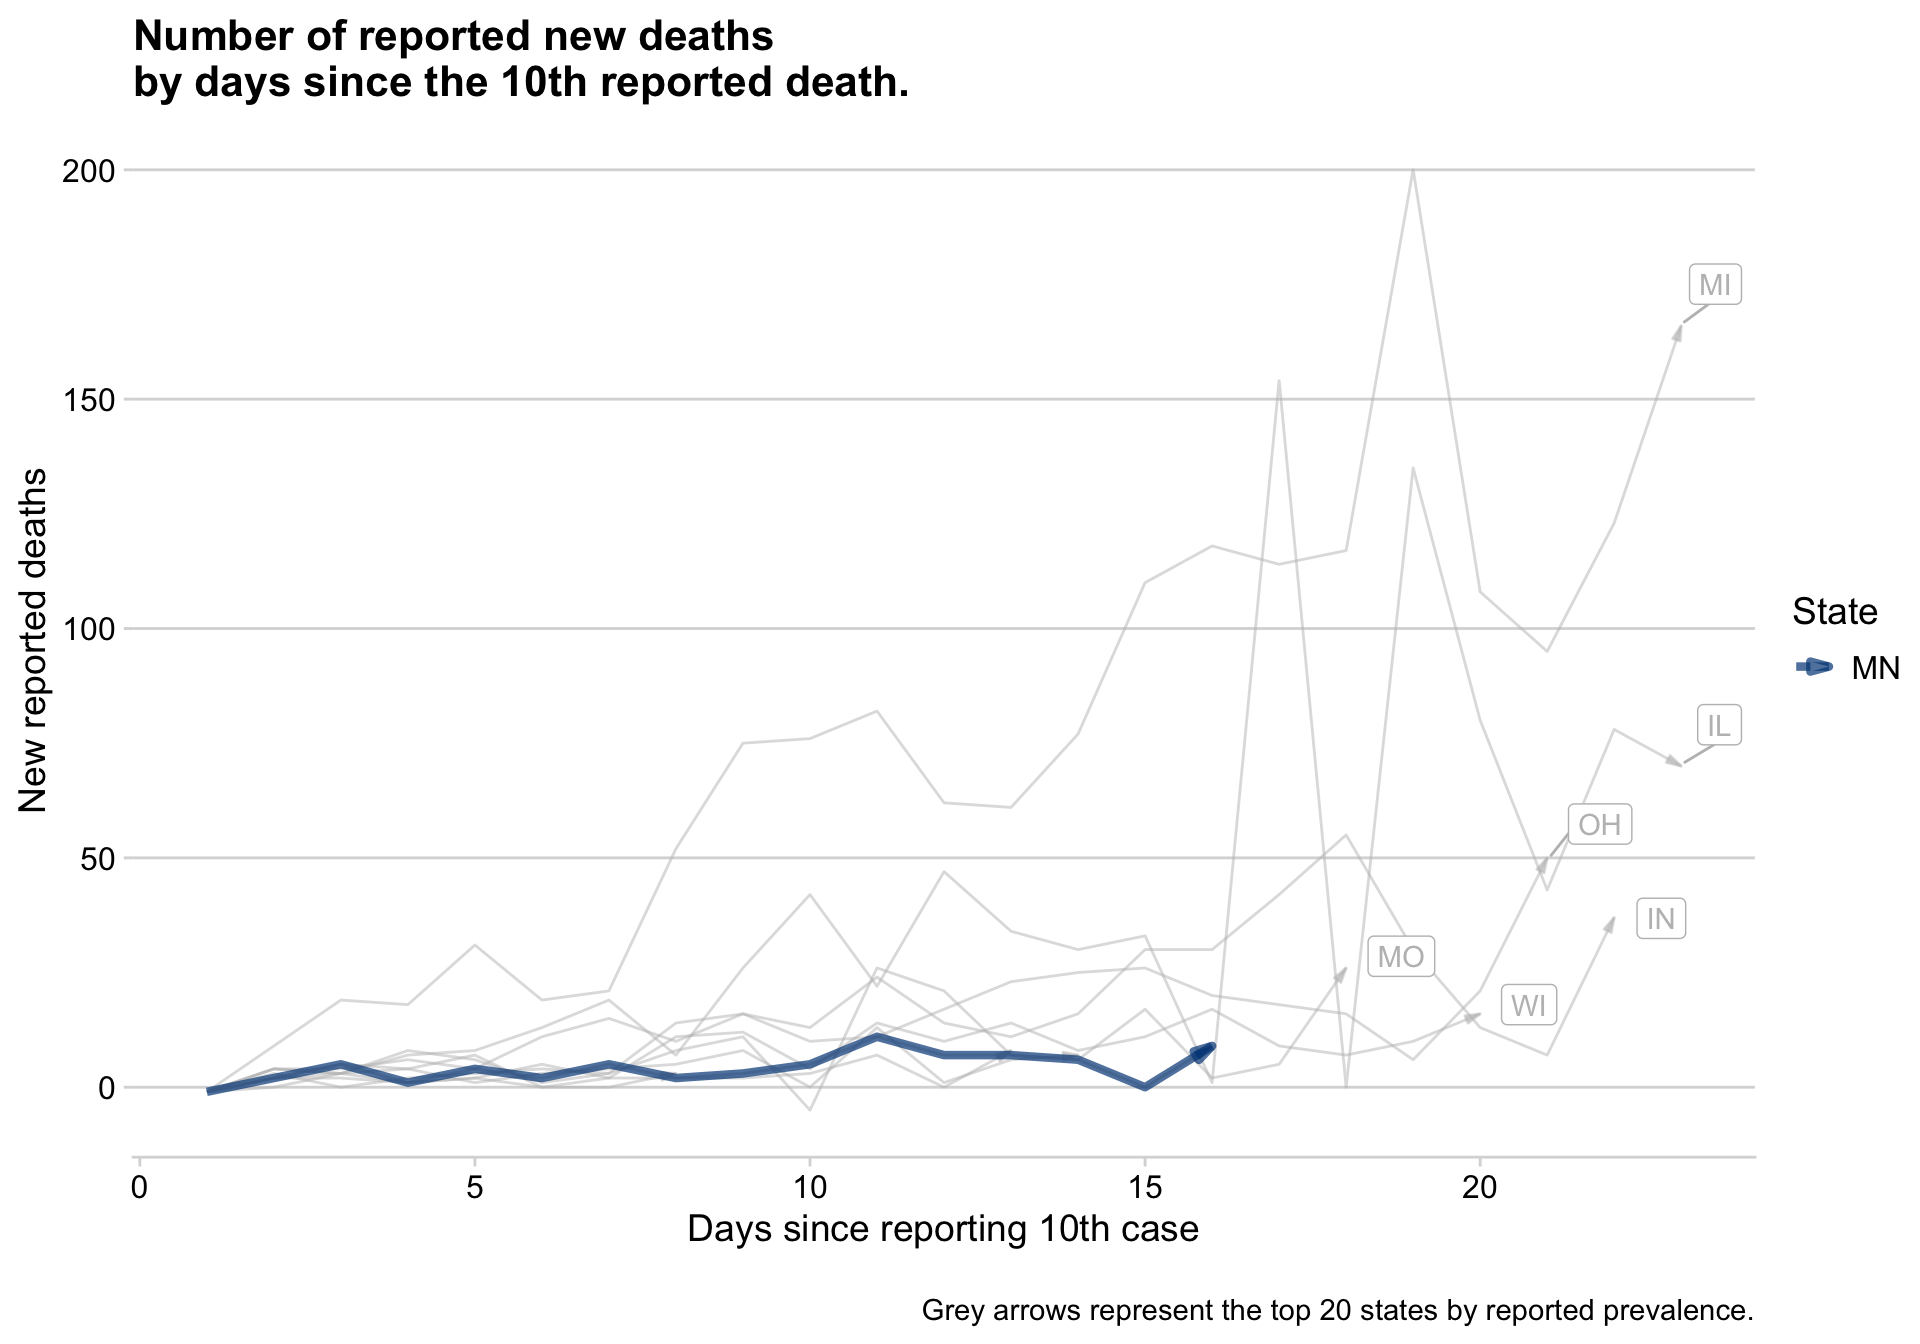 Number of reported new deaths
by days since the 10th reported death.
200
150
100
50
0
New reported deaths
MI
IL
OH
IN
MO
WI
State
MN
0 5 10 15 20
Days since reporting 10th case
Grey arrows represent the top 20 states by reported prevalence.